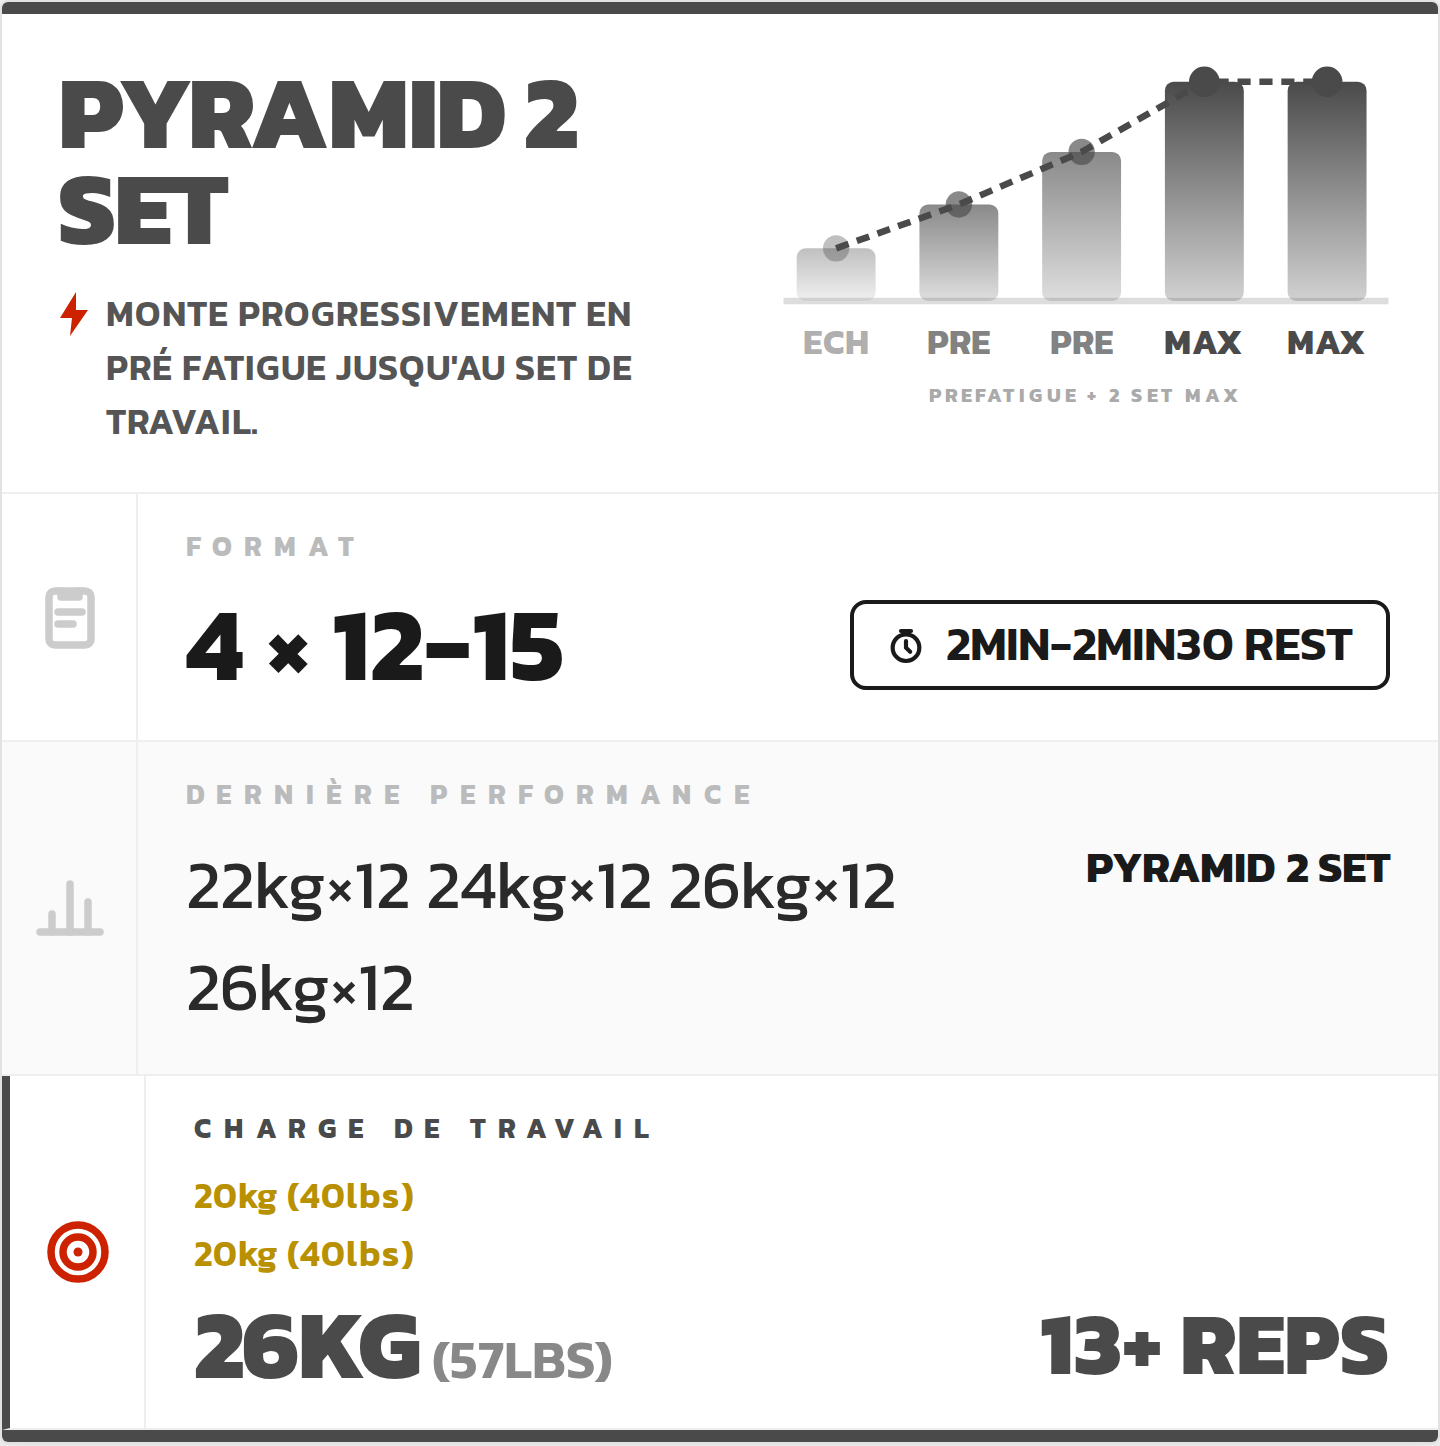 PYRAMID 2
SET
MONTE PROGRESSIVEMENT EN
PRÉ FATIGUE JUSQU'AU SET DE
TRAVAIL.
ECH PRE PRE MAX MAX
PREFATIGUE + 2 SET MAX
FORMAT
4 × 12–15
2MIN–2MIN30 REST
DERNIÈRE PERFORMANCE
22kg×12 24kg×12 26kg×12
26kg×12
PYRAMID 2 SET
CHARGE DE TRAVAIL
20kg (40lbs)
20kg (40lbs)
26KG (57LBS)
13+ REPS